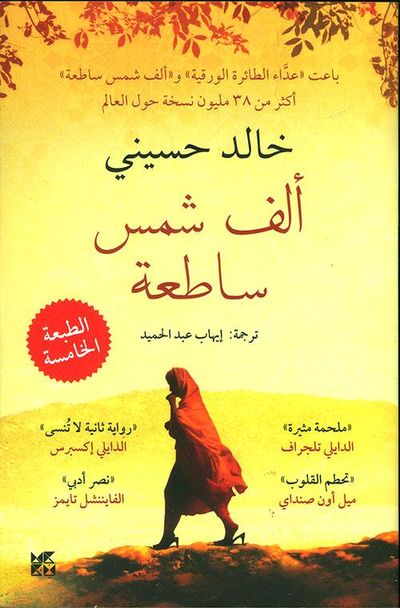 باعت «عدَّاء الطائرة الورقية» و«ألف شمس ساطعة»
أكثر من ٣٨ مليون نسخة حول العالم
خالد حسيني
ألف شمس
ساطعة
ترجمة: إيهاب عبد الحميد
الطبعة
الخامسة
«ملحمة مثيرة»
الدايلي تلجراف
«رواية ثانية لا تُنسى»
الدايلي إكسبرس
«تحطم القلوب»
ميل أون صنداي
«نصر أدبي»
الفايننشل تايمز